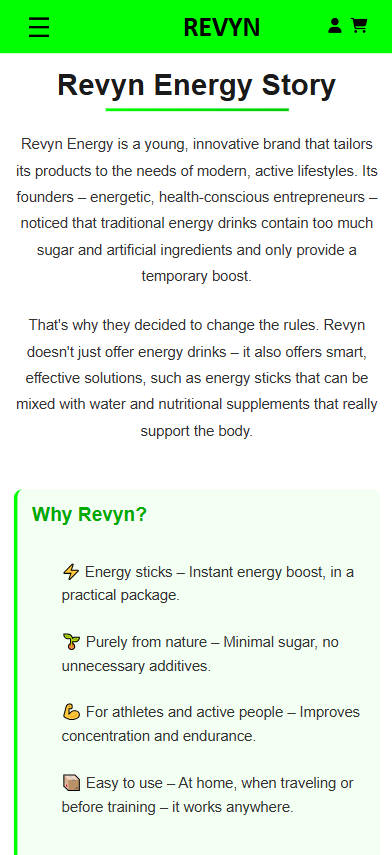 REVYN
Revyn Energy Story
Revyn Energy is a young, innovative brand that tailors
its products to the needs of modern, active lifestyles. Its
founders – energetic, health-conscious entrepreneurs –
noticed that traditional energy drinks contain too much
sugar and artificial ingredients and only provide a
temporary boost.
That's why they decided to change the rules. Revyn
doesn't just offer energy drinks – it also offers smart,
effective solutions, such as energy sticks that can be
mixed with water and nutritional supplements that really
support the body.
Why Revyn?
⚡ Energy sticks – Instant energy boost, in a
practical package.
🌱 Purely from nature – Minimal sugar, no
unnecessary additives.
💪 For athletes and active people – Improves
concentration and endurance.
📦 Easy to use – At home, when traveling or
before training – it works anywhere.